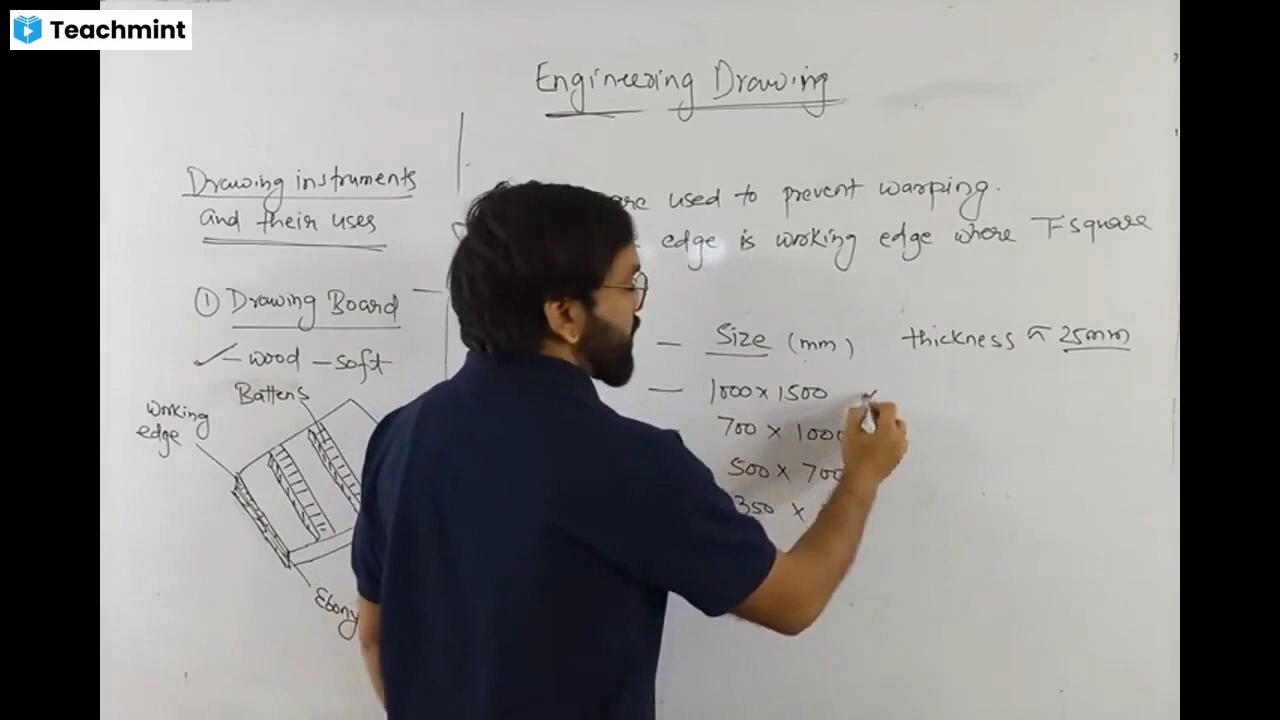 Teachmint
Engineering Drawing
Drawing instruments
and their uses
① Drawing Board
✓ – wood – soft
Battens
working
edge
Ebony
are used to prevent warping.
edge is working edge where T-square
– Size (mm) thickness ≈ 25mm
– 1000 x 1500
700 x 1000
500 x 700
350 x